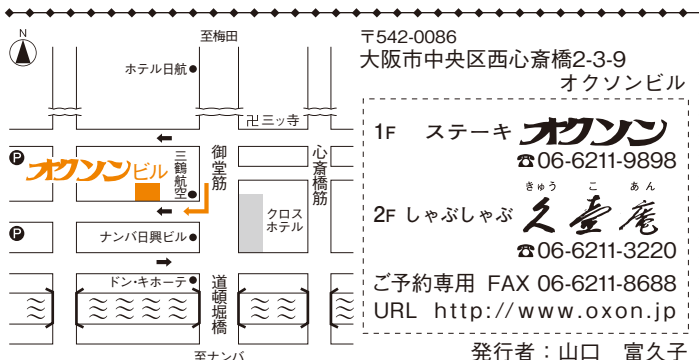 N
至梅田
ホテル日航
卍三ッ寺
御堂筋
心斎橋筋
三鶴航空
P
オクソンビル
クロス
ホテル
P
ナンバ日興ビル
ドン・キホーテ
道頓堀橋
至ナンバ
〒542-0086
大阪市中央区西心斎橋2-3-9
オクソンビル
1F ステーキ オクソン
☎06-6211-9898
きゅう こ あん
2F しゃぶしゃぶ 久壺庵
☎06-6211-3220
ご予約専用 FAX 06-6211-8688
URL http://www.oxon.jp
発行者：山口 富久子